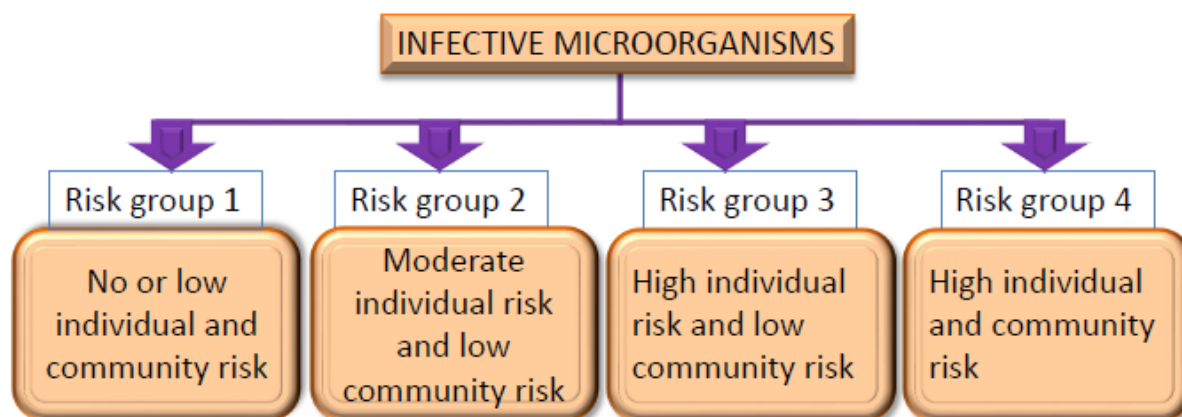 INFECTIVE MICROORGANISMS
Risk group 1
No or low
individual and
community risk
Risk group 2
Moderate
individual risk
and low
community risk
Risk group 3
High individual
risk and low
community risk
Risk group 4
High individual
and community
risk